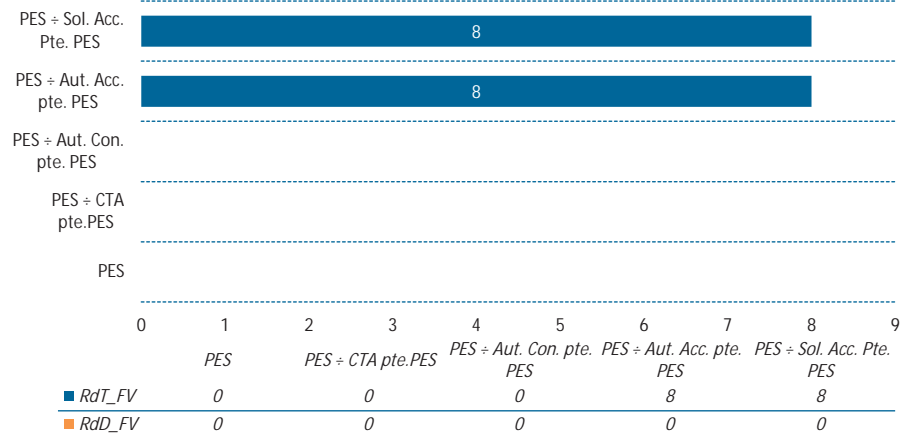 PES ÷ Sol. Acc.
Pte. PES
8
PES ÷ Aut. Acc.
pte. PES
8
PES ÷ Aut. Con.
pte. PES
PES ÷ CTA
pte.PES
PES
0 1 2 3 4 5 6 7 8 9
PES PES ÷ CTA pte.PES PES ÷ Aut. Con. pte. PES ÷ Aut. Acc. pte. PES ÷ Sol. Acc. Pte.
PES PES PES
RdT_FV 0 0 0 8 8
RdD_FV 0 0 0 0 0